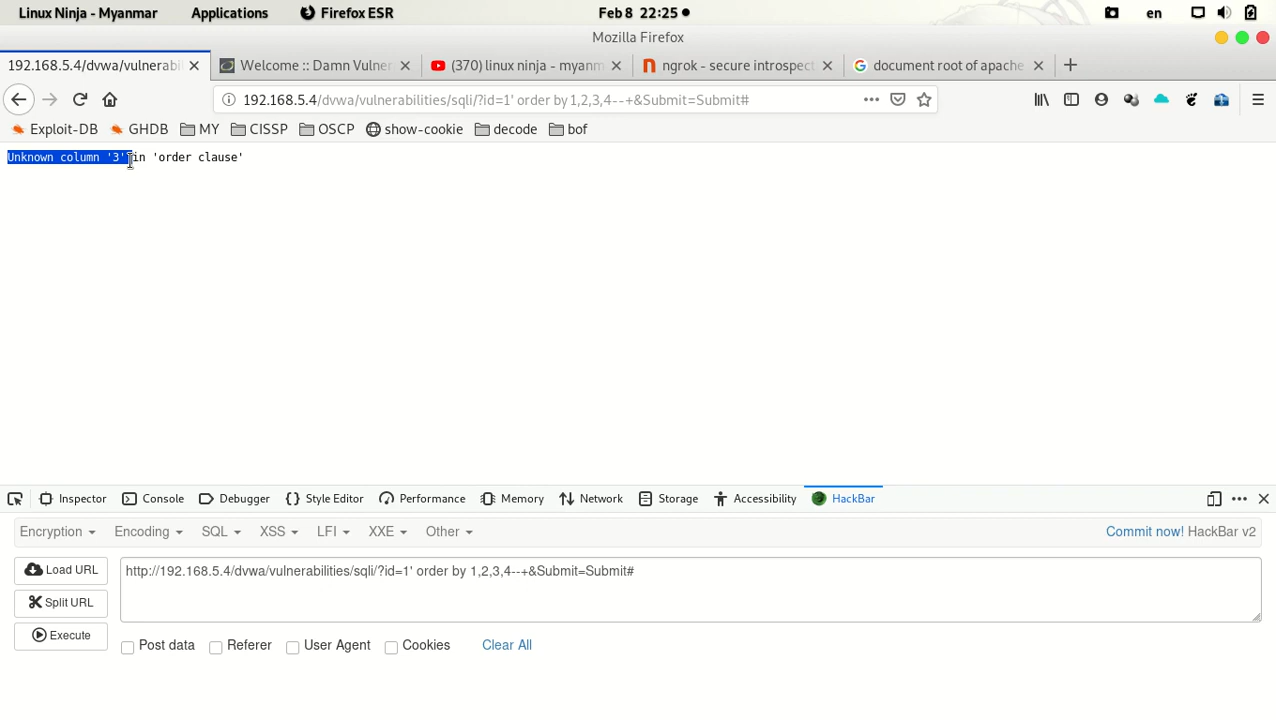 Linux Ninja - Myanmar Applications Firefox ESR Feb 8 22:25 en
Mozilla Firefox
192.168.5.4/dvwa/vulnerabil Welcome :: Damn Vulner (370) linux ninja - myanm ngrok - secure introspect document root of apache
192.168.5.4/dvwa/vulnerabilities/sqli/?id=1' order by 1,2,3,4--+&Submit=Submit#
Exploit-DB GHDB MY CISSP OSCP show-cookie decode bof
Unknown column '3' in 'order clause'
Inspector Console Debugger Style Editor Performance Memory Network Storage Accessibility HackBar
Encryption Encoding SQL XSS LFI XXE Other Commit now! HackBar v2
Load URL http://192.168.5.4/dvwa/vulnerabilities/sqli/?id=1' order by 1,2,3,4--+&Submit=Submit#
Split URL
Execute
Post data Referer User Agent Cookies Clear All